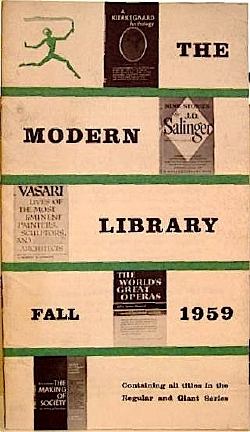 A
KIERKEGAARD
Anthology
THE
NINE STORIES
J.D.
Salinger
MODERN
VASARI
LIVES OF
THE MOST
EMINENT
PAINTERS,
SCULPTORS,
AND
ARCHITECTS
LIBRARY
THE
WORLD'S
GREAT
OPERAS
FALL
1959
THE
MAKING
OF
SOCIETY
Containing all titles in the
Regular and Giant Series